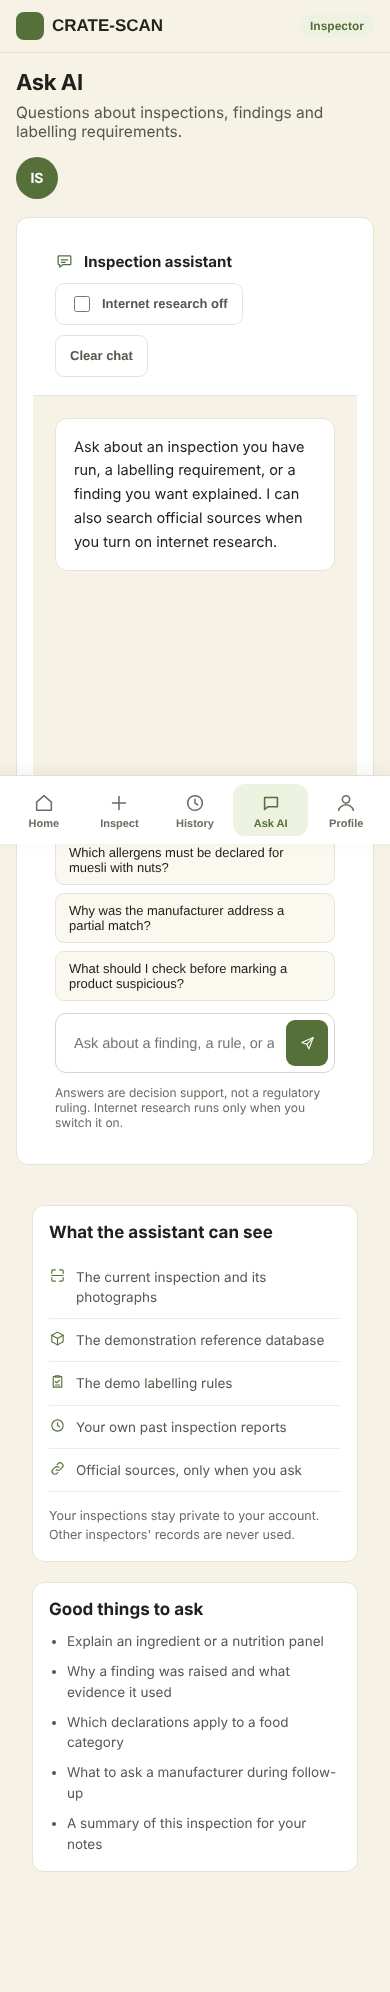 CRATE-SCAN
Inspector
Ask AI
Questions about inspections, findings and
labelling requirements.
IS
Inspection assistant
Internet research off
Clear chat
Ask about an inspection you have
run, a labelling requirement, or a
finding you want explained. I can
also search official sources when
you turn on internet research.
Home
Inspect
History
Ask AI
Profile
Which allergens must be declared for
muesli with nuts?
Why was the manufacturer address a
partial match?
What should I check before marking a
product suspicious?
Ask about a finding, a rule, or a
Answers are decision support, not a regulatory
ruling. Internet research runs only when you
switch it on.
What the assistant can see
The current inspection and its
photographs
The demonstration reference database
The demo labelling rules
Your own past inspection reports
Official sources, only when you ask
Your inspections stay private to your account.
Other inspectors' records are never used.
Good things to ask
• Explain an ingredient or a nutrition panel
• Why a finding was raised and what
evidence it used
• Which declarations apply to a food
category
• What to ask a manufacturer during follow-
up
• A summary of this inspection for your
notes